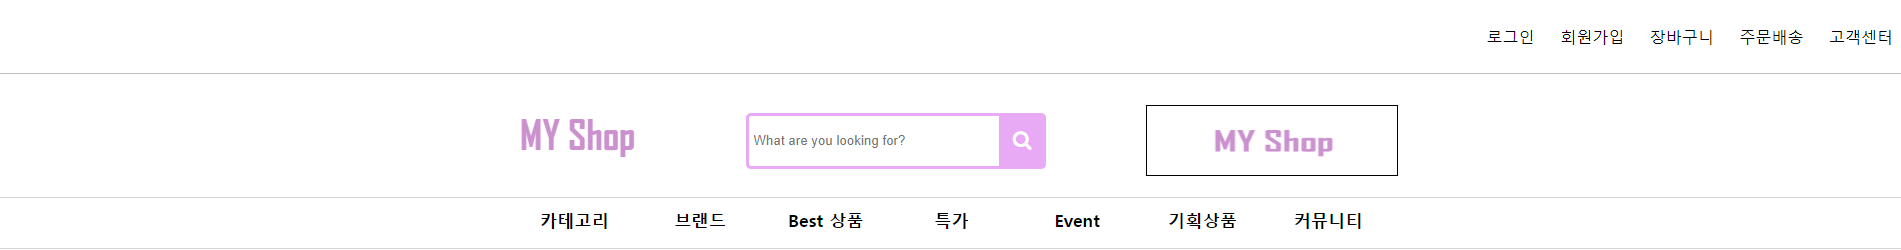 로그인 회원가입 장바구니 주문배송 고객센터
MY Shop What are you looking for? MY Shop
카테고리 브랜드 Best 상품 특가 Event 기획상품 커뮤니티